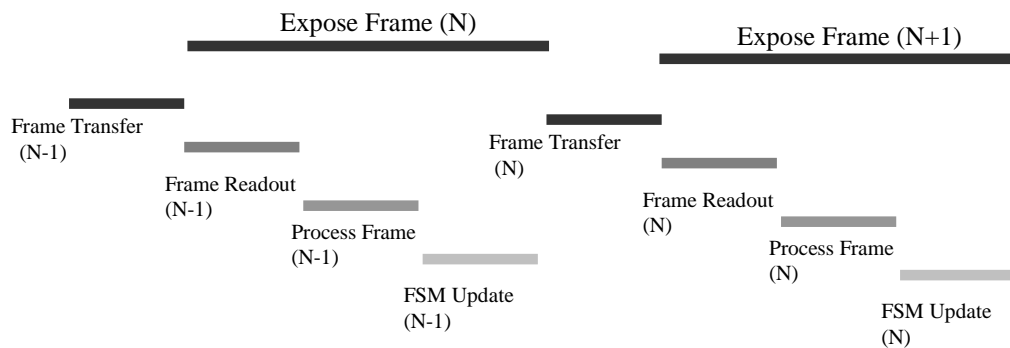 Expose Frame (N)
Expose Frame (N+1)
Frame Transfer
(N-1)
Frame Transfer
(N)
Frame Readout
(N-1)
Frame Readout
(N)
Process Frame
(N-1)
Process Frame
(N)
FSM Update
(N-1)
FSM Update
(N)